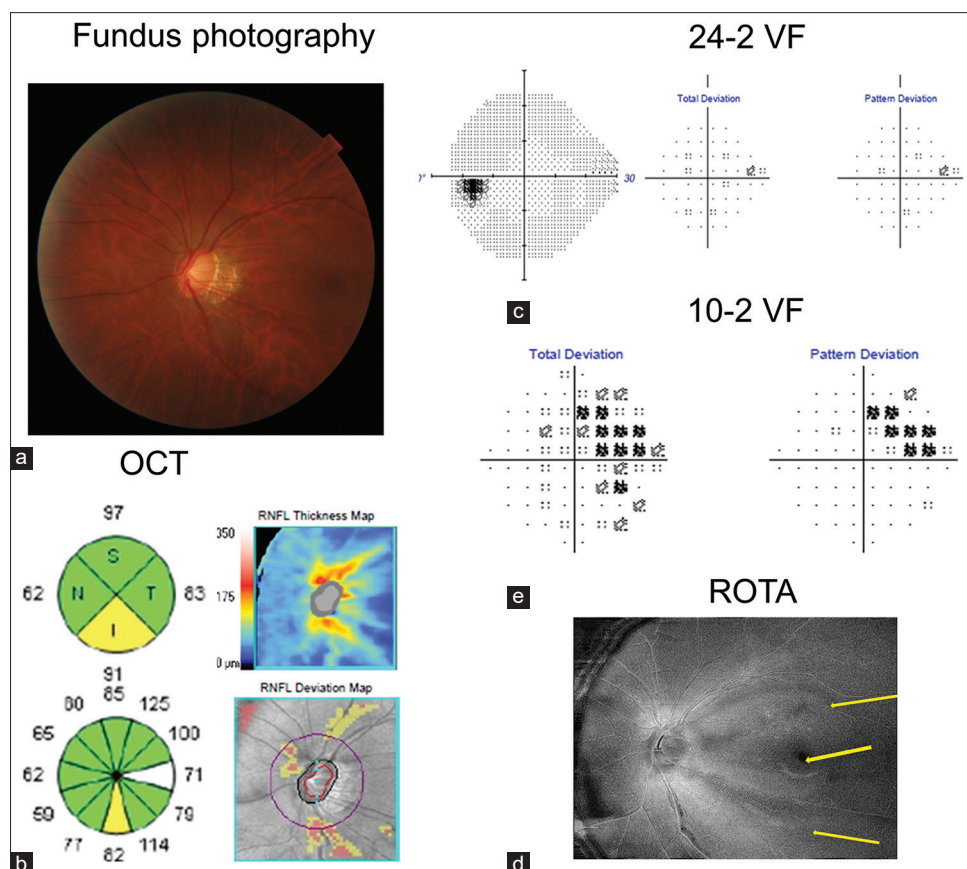 Fundus photography
24-2 VF
Total Deviation
Pattern Deviation
)°
30
c
10-2 VF
Total Deviation
Pattern Deviation
a
OCT
97
S
62
N
T
83
I
91
RNFL Thickness Map
350
175
0 µm
85
60
125
65
100
62
71
59
79
77
114
82
RNFL Deviation Map
b
e
ROTA
d